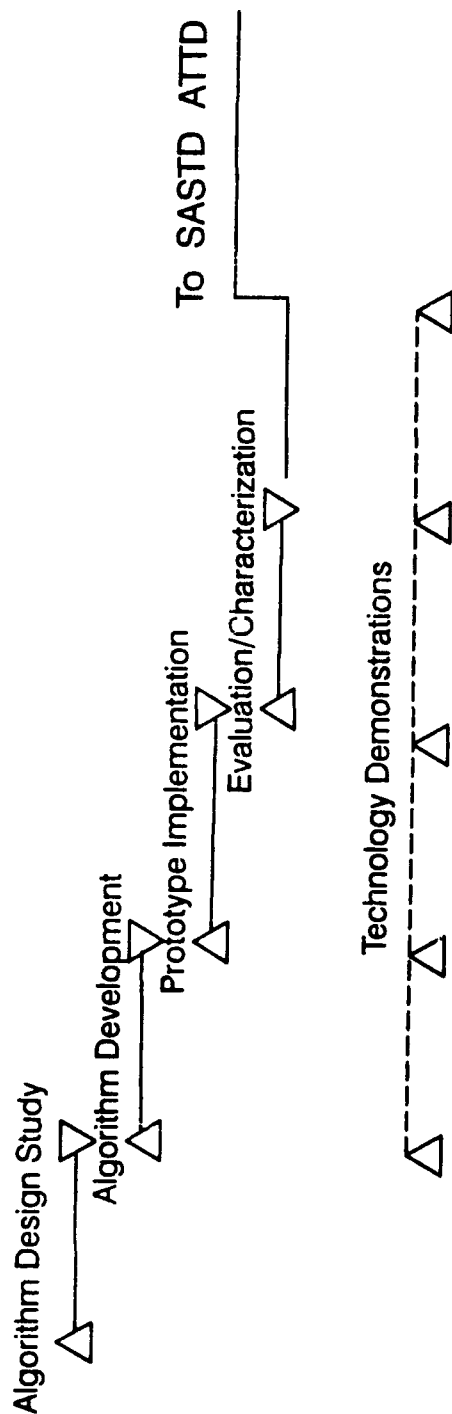 Algorithm Design Study
Algorithm Development
Prototype Implementation
Evaluation/Characterization
To SASTD ATTD
Technology Demonstrations